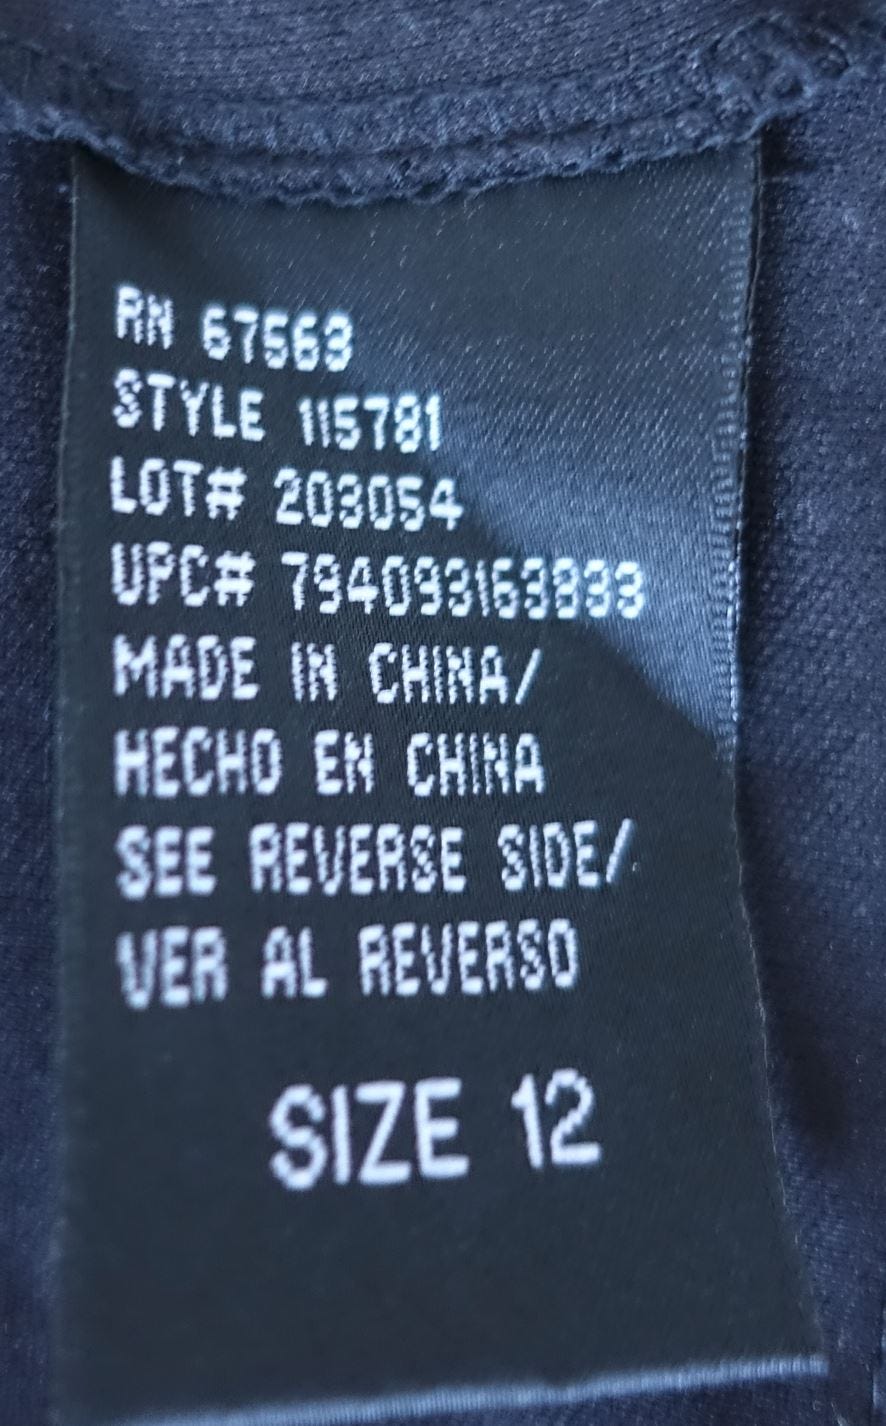 RN 67563
STYLE 115781
LOT# 203054
UPC# 794093163833
MADE IN CHINA/
HECHO EN CHINA
SEE REVERSE SIDE/
VER AL REVERSO
SIZE 12